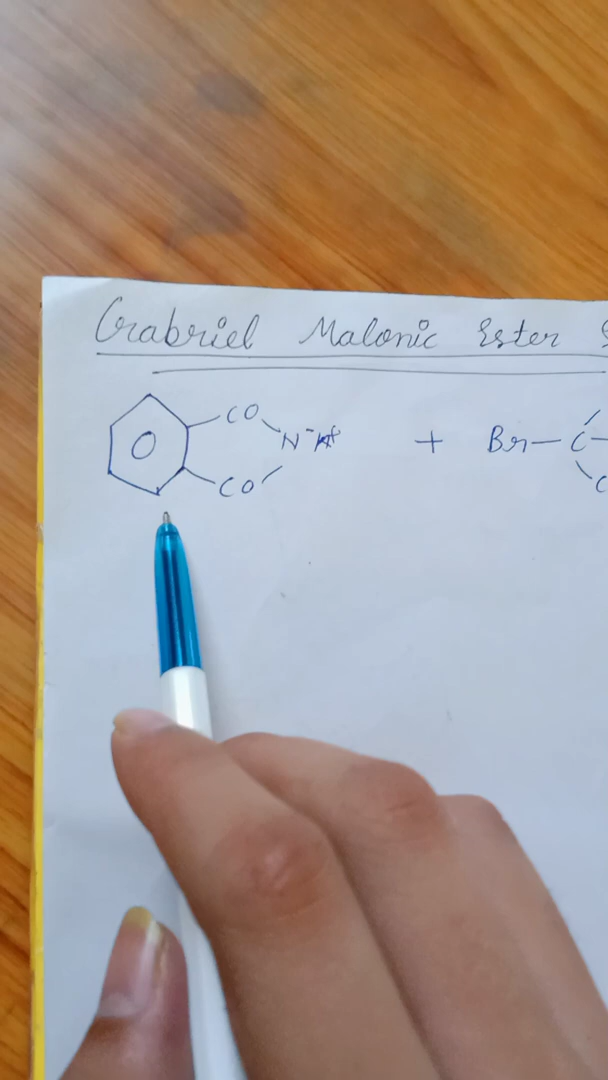 Gabriel Malonic Ester S
CO
N⁻K⁺ + Br—C—
CO C